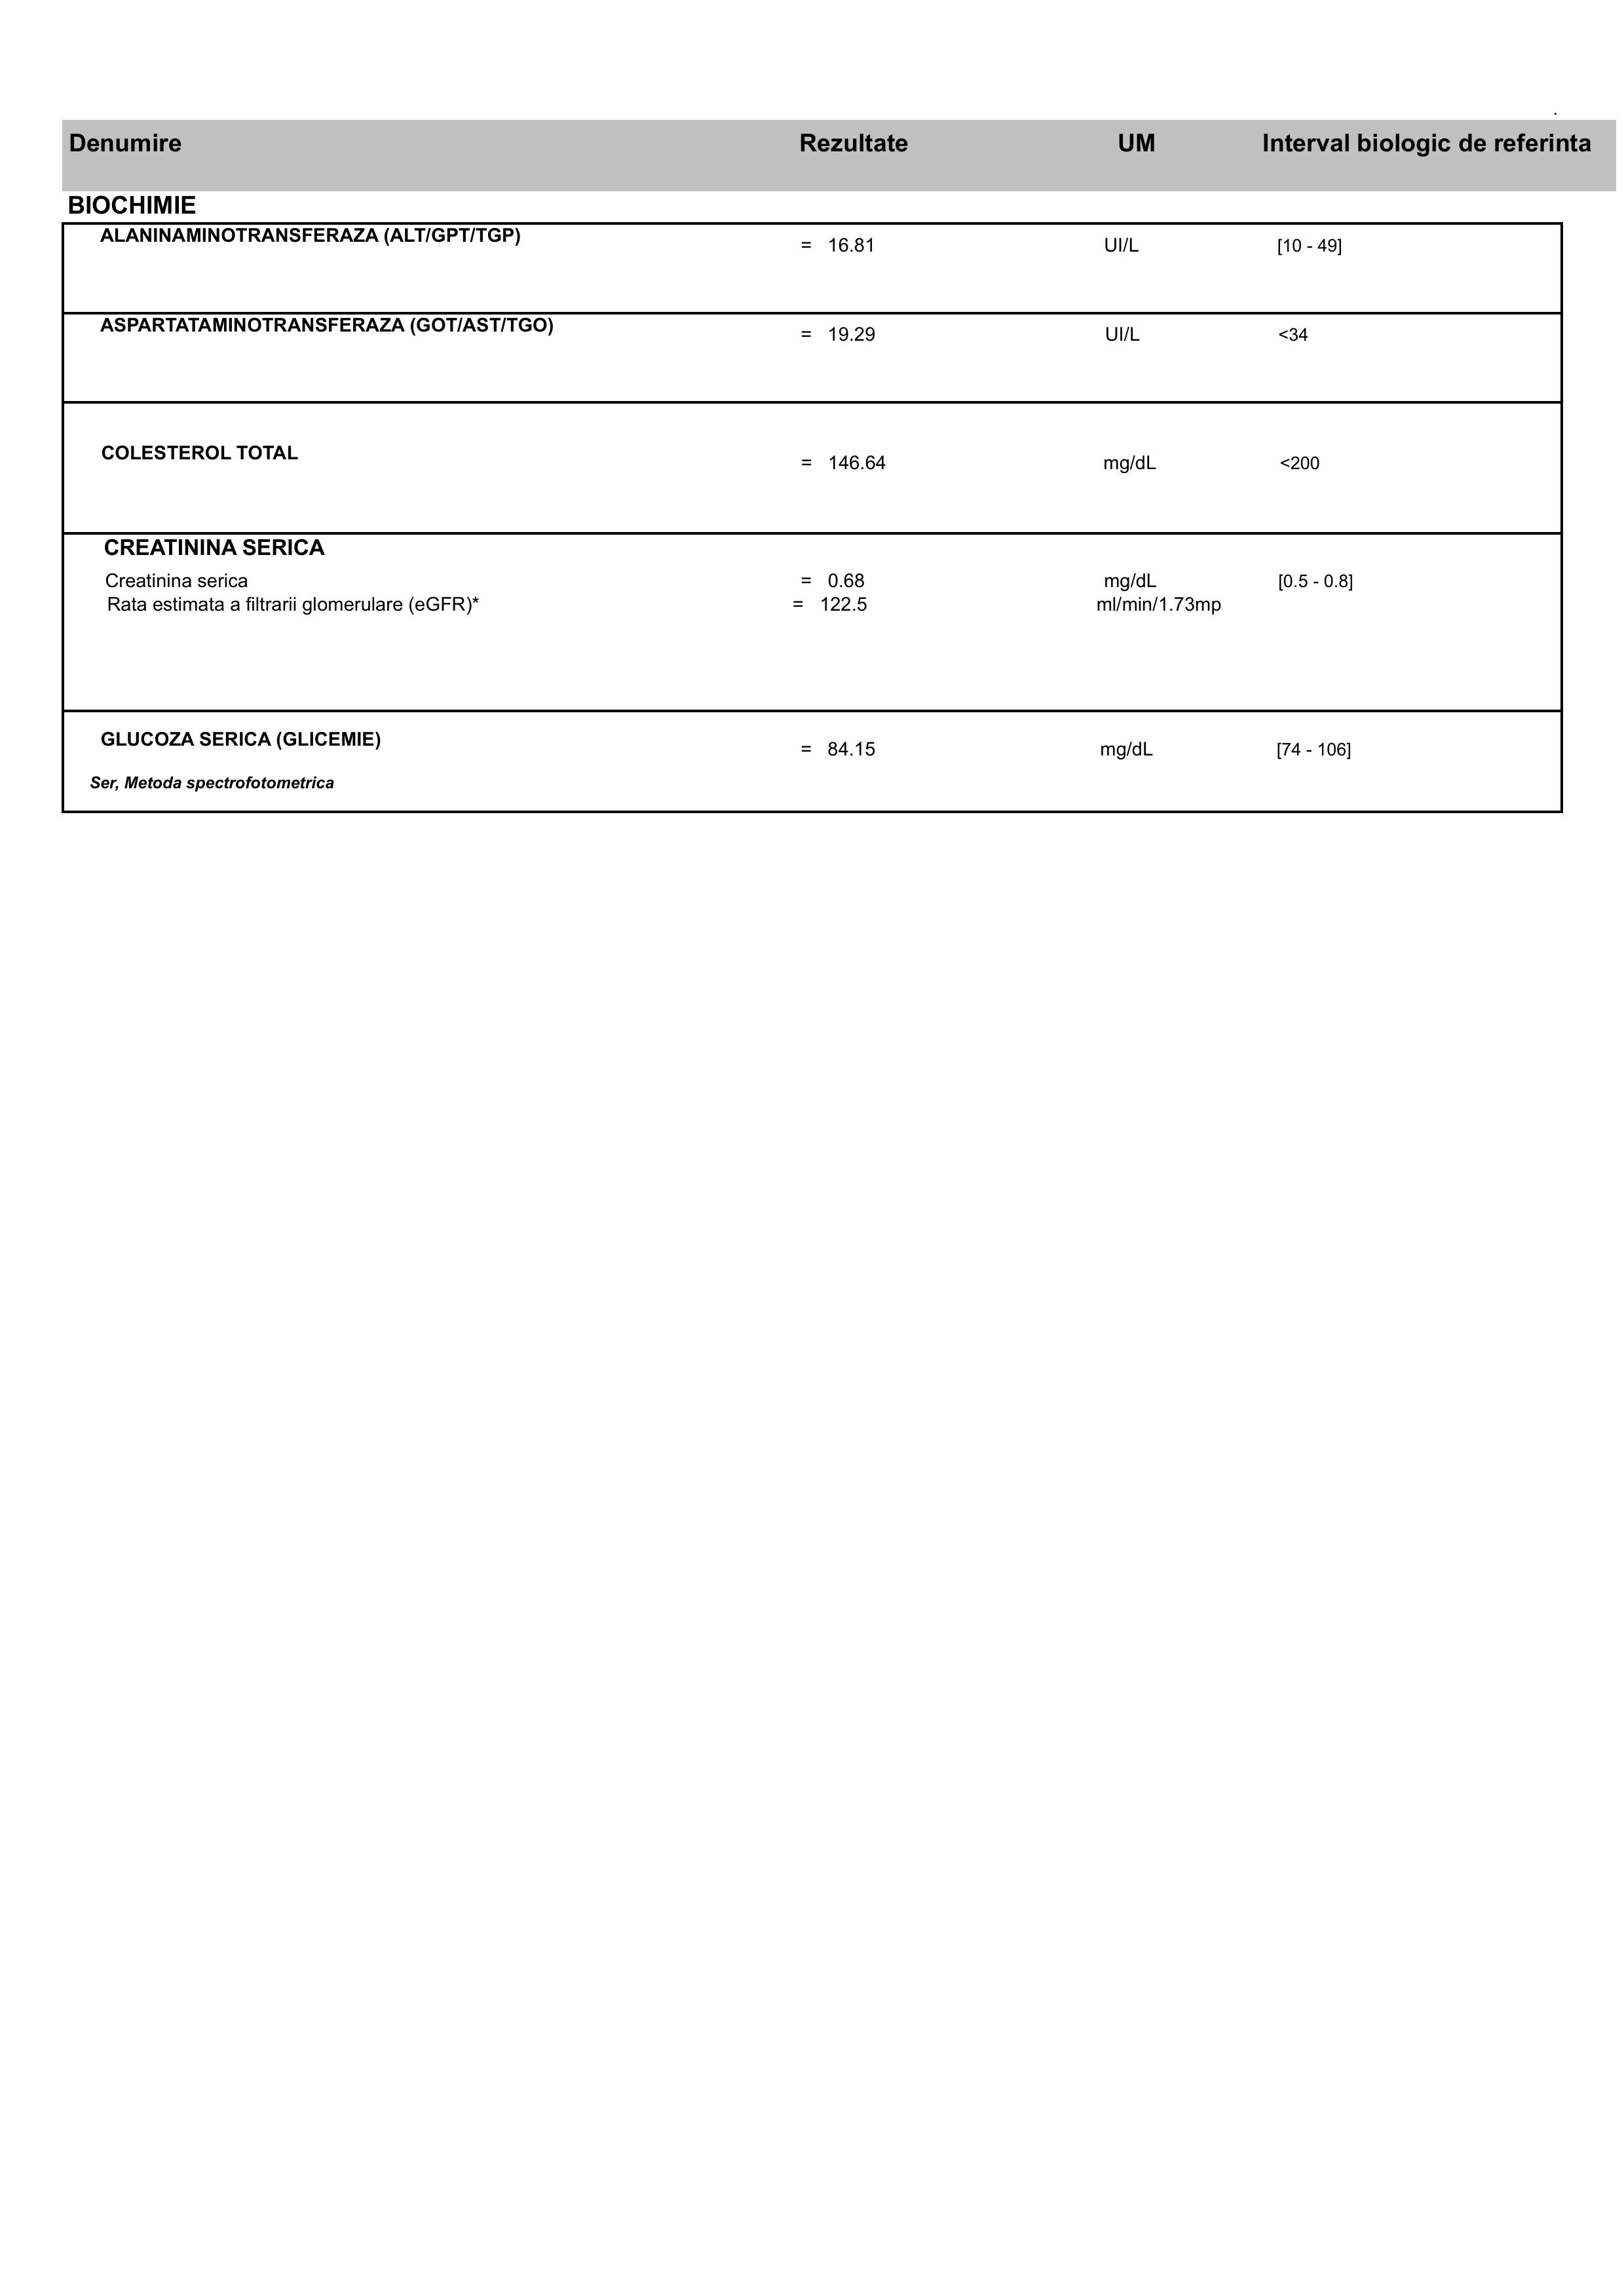 Denumire Rezultate UM Interval biologic de referinta
BIOCHIMIE
ALANINAMINOTRANSFERAZA (ALT/GPT/TGP) = 16.81 UI/L [10 - 49]
ASPARTATAMINOTRANSFERAZA (GOT/AST/TGO) = 19.29 UI/L <34
COLESTEROL TOTAL = 146.64 mg/dL <200
CREATININA SERICA
Creatinina serica = 0.68 mg/dL [0.5 - 0.8]
Rata estimata a filtrarii glomerulare (eGFR)* = 122.5 ml/min/1.73mp
GLUCOZA SERICA (GLICEMIE) = 84.15 mg/dL [74 - 106]
Ser, Metoda spectrofotometrica